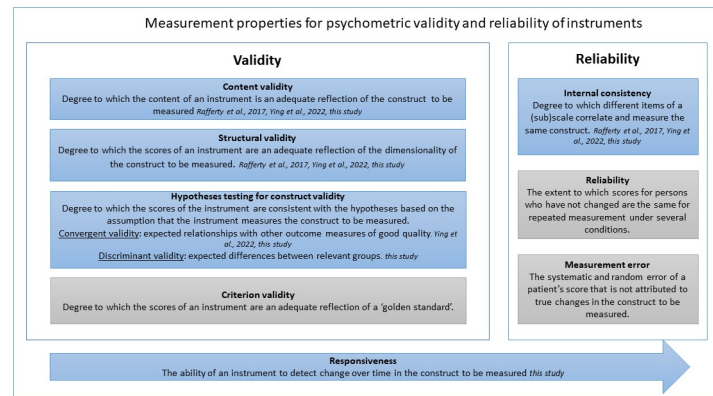 Measurement properties for psychometric validity and reliability of instruments
Validity
Content validity
Degree to which the content of an instrument is an adequate reflection of the construct to be
measured Rafferty et al., 2017, Ying et al., 2022, this study
Structural validity
Degree to which the scores of an instrument are an adequate reflection of the dimensionality of
the construct to be measured. Rafferty et al., 2017, Ying et al., 2022, this study
Hypotheses testing for construct validity
Degree to which the scores of the instrument are consistent with the hypotheses based on the
assumption that the instrument measures the construct to be measured.
Convergent validity: expected relationships with other outcome measures of good quality. Ying et
al., 2022, this study
Discriminant validity: expected differences between relevant groups. this study
Criterion validity
Degree to which the scores of an instrument are an adequate reflection of a ‘golden standard’.
Reliability
Internal consistency
Degree to which different items of a
(sub)scale correlate and measure the
same construct. Rafferty et al., 2017, Ying et
al., 2022, this study
Reliability
The extent to which scores for persons
who have not changed are the same for
repeated measurement under several
conditions.
Measurement error
The systematic and random error of a
patient’s score that is not attributed to
true changes in the construct to be
measured.
Responsiveness
The ability of an instrument to detect change over time in the construct to be measured this study